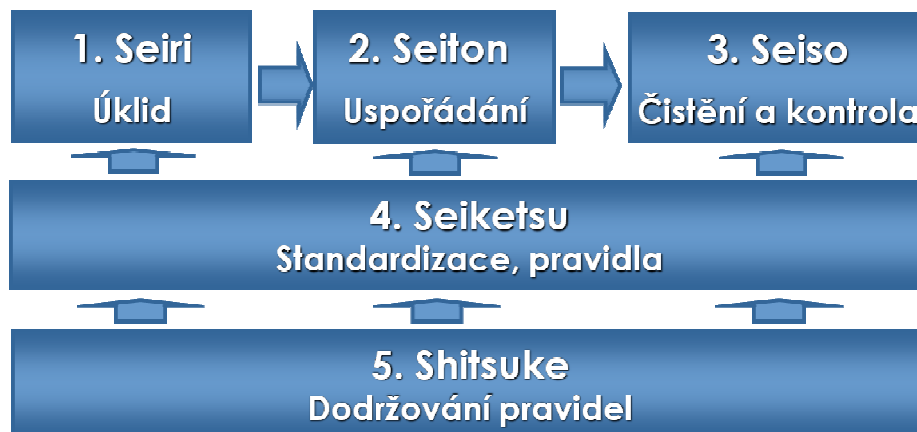 1. Seiri
Úklid
2. Seiton
Uspořádání
3. Seiso
Čistění a kontrola
4. Seiketsu
Standardizace, pravidla
5. Shitsuke
Dodržování pravidel